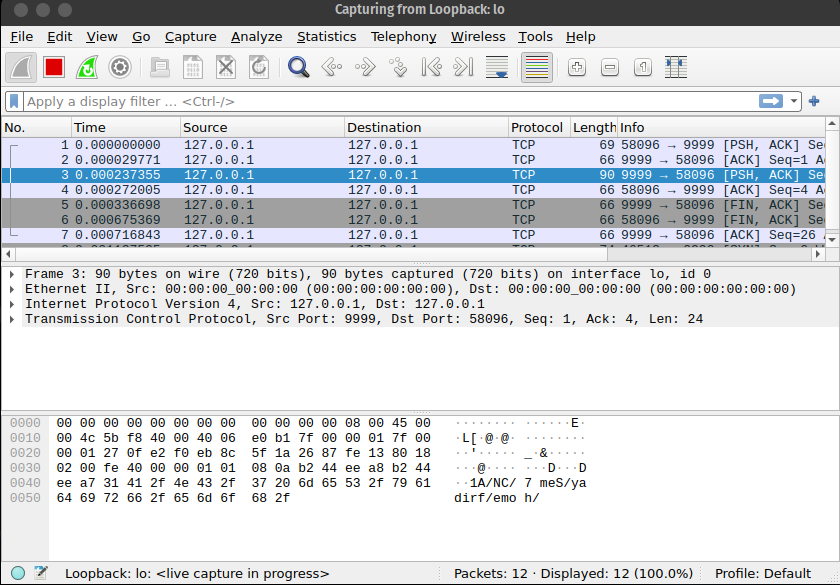 Capturing from Loopback: lo
File Edit View Go Capture Analyze Statistics Telephony Wireless Tools Help
Apply a display filter ... <Ctrl-/>
No. Time Source Destination Protocol Length Info
1 0.000000000 127.0.0.1 127.0.0.1 TCP 69 58096 → 9999 [PSH, ACK] Se
2 0.000029771 127.0.0.1 127.0.0.1 TCP 66 9999 → 58096 [ACK] Seq=1 A
3 0.000237355 127.0.0.1 127.0.0.1 TCP 90 9999 → 58096 [PSH, ACK] Se
4 0.000272005 127.0.0.1 127.0.0.1 TCP 66 58096 → 9999 [ACK] Seq=4 A
5 0.000336698 127.0.0.1 127.0.0.1 TCP 66 9999 → 58096 [FIN, ACK] Se
6 0.000675369 127.0.0.1 127.0.0.1 TCP 66 58096 → 9999 [FIN, ACK] Se
7 0.000716843 127.0.0.1 127.0.0.1 TCP 66 9999 → 58096 [ACK] Seq=26
Frame 3: 90 bytes on wire (720 bits), 90 bytes captured (720 bits) on interface lo, id 0
Ethernet II, Src: 00:00:00_00:00:00 (00:00:00:00:00:00), Dst: 00:00:00_00:00:00 (00:00:00:00:00:00)
Internet Protocol Version 4, Src: 127.0.0.1, Dst: 127.0.0.1
Transmission Control Protocol, Src Port: 9999, Dst Port: 58096, Seq: 1, Ack: 4, Len: 24
0000 00 00 00 00 00 00 00 00 00 00 00 00 08 00 45 00 ········ ······E·
0010 00 4c 5b f8 40 00 40 06 e0 b1 7f 00 00 01 7f 00 ·L[·@·@· ········
0020 00 01 27 0f e2 f0 eb 8c 5f 1a 26 87 fe 13 80 18 ··'····· _·&·····
0030 02 00 fe 40 00 00 01 01 08 0a b2 44 ee a8 b2 44 ···@···· ···D···D
0040 ee a7 31 41 2f 4e 43 2f 37 20 6d 65 53 2f 79 61 ··1A/NC/ 7 meS/ya
0050 64 69 72 66 2f 65 6d 6f 68 2f dirf/emo h/
Loopback: lo: <live capture in progress> Packets: 12 · Displayed: 12 (100.0%) Profile: Default